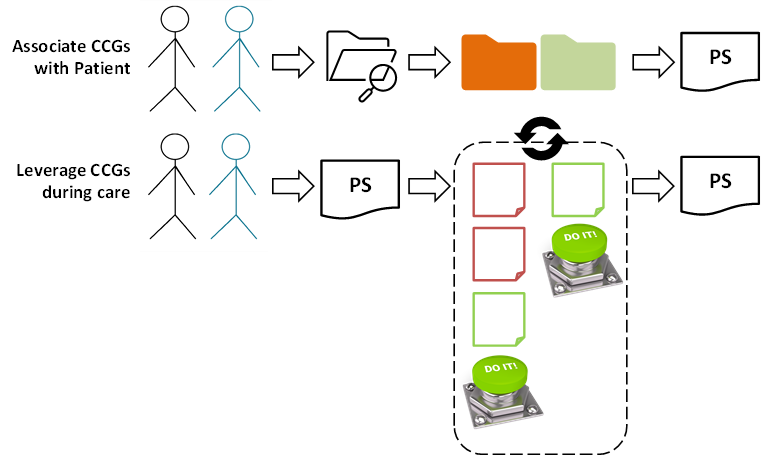 Associate CCGs
with Patient
PS
Leverage CCGs
during care
PS
PS
DO IT!
DO IT!